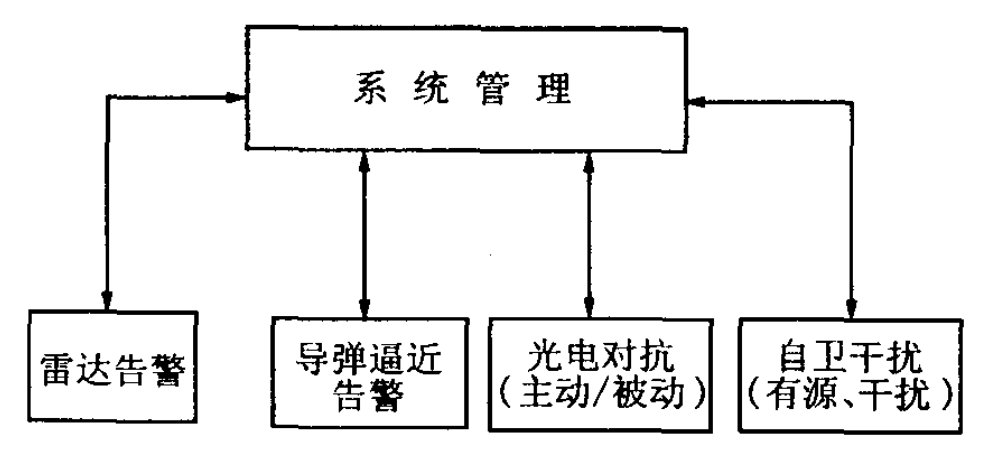 系统管理
雷达告警
导弹逼近
告警
光电对抗
(主动/被动)
自卫干扰
(有源、干扰)